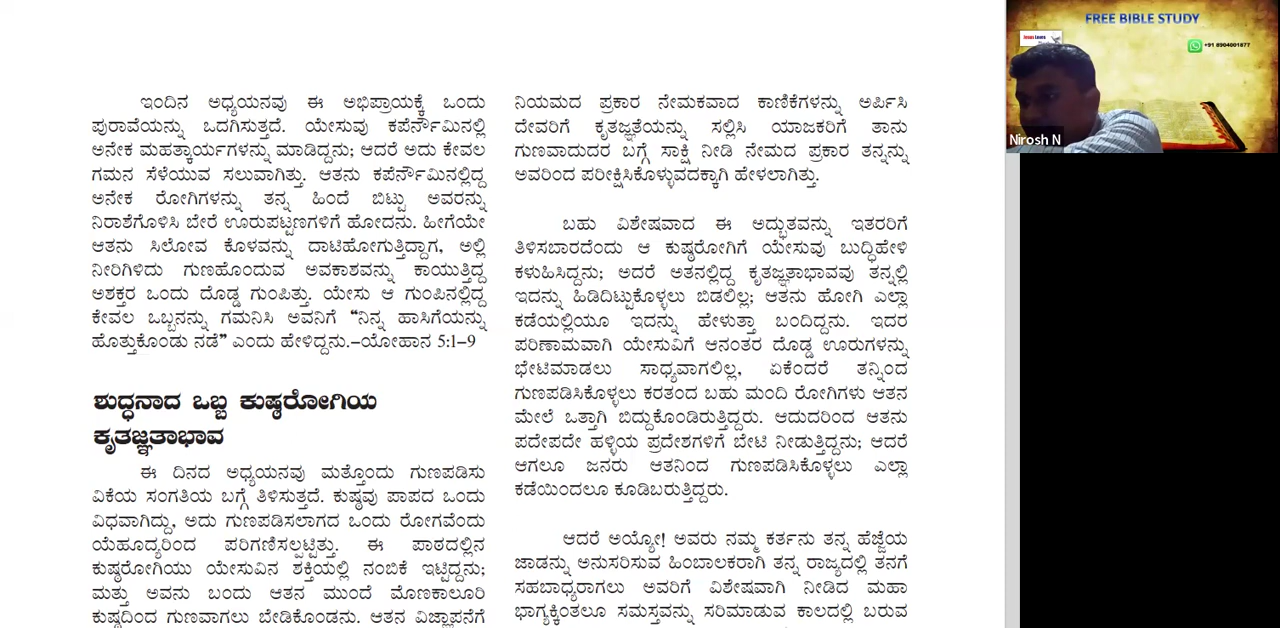 ಇಂದಿನ ಅಧ್ಯಯನವು ಈ ಅಭಿಪ್ರಾಯಕ್ಕೆ ಒಂದು
ಪುರಾವೆಯನ್ನು ಒದಗಿಸುತ್ತದೆ. ಯೇಸುವು ಕಪೆರ್ನೌಮಿನಲ್ಲಿ
ಅನೇಕ ಮಹತ್ಕಾರ್ಯಗಳನ್ನು ಮಾಡಿದ್ದನು; ಆದರೆ ಅದು ಕೇವಲ
ಗಮನ ಸೆಳೆಯುವ ಸಲುವಾಗಿತ್ತು. ಆತನು ಕಪೆರ್ನೌಮಿನಲ್ಲಿದ್ದ
ಅನೇಕ ರೋಗಿಗಳನ್ನು ತನ್ನ ಹಿಂದೆ ಬಿಟ್ಟು ಅವರನ್ನು
ನಿರಾಶೆಗೊಳಿಸಿ ಬೇರೆ ಊರುಪಟ್ಟಣಗಳಿಗೆ ಹೋದನು. ಹೀಗೆಯೇ
ಆತನು ಸಿಲೋವ ಕೊಳವನ್ನು ದಾಟಿಹೋಗುತ್ತಿದ್ದಾಗ, ಅಲ್ಲಿ
ನೀರಿಗಿಳಿದು ಗುಣಹೊಂದುವ ಅವಕಾಶವನ್ನು ಕಾಯುತ್ತಿದ್ದ
ಅಶಕ್ತರ ಒಂದು ದೊಡ್ಡ ಗುಂಪಿತ್ತು. ಯೇಸು ಆ ಗುಂಪಿನಲ್ಲಿದ್ದ
ಕೇವಲ ಒಬ್ಬನನ್ನು ಗಮನಿಸಿ ಅವನಿಗೆ “ನಿನ್ನ ಹಾಸಿಗೆಯನ್ನು
ಹೊತ್ತುಕೊಂಡು ನಡೆ” ಎಂದು ಹೇಳಿದ್ದನು.–ಯೋಹಾನ 5:1–9
ಶುದ್ಧನಾದ ಒಬ್ಬ ಕುಷ್ಠರೋಗಿಯ
ಕೃತಜ್ಞತಾಭಾವ
ಈ ದಿನದ ಅಧ್ಯಯನವು ಮತ್ತೊಂದು ಗುಣಪಡಿಸು
ವಿಕೆಯ ಸಂಗತಿಯ ಬಗ್ಗೆ ತಿಳಿಸುತ್ತದೆ. ಕುಷ್ಠವು ಪಾಪದ ಒಂದು
ವಿಧವಾಗಿದ್ದು, ಅದು ಗುಣಪಡಿಸಲಾಗದ ಒಂದು ರೋಗವೆಂದು
ಯೆಹೂದ್ಯರಿಂದ ಪರಿಗಣಿಸಲ್ಪಟ್ಟಿತ್ತು. ಈ ಪಾಠದಲ್ಲಿನ
ಕುಷ್ಠರೋಗಿಯು ಯೇಸುವಿನ ಶಕ್ತಿಯಲ್ಲಿ ನಂಬಿಕೆ ಇಟ್ಟಿದ್ದನು;
ಮತ್ತು ಅವನು ಬಂದು ಆತನ ಮುಂದೆ ಮೊಣಕಾಲೂರಿ
ಕುಷ್ಠದಿಂದ ಗುಣವಾಗಲು ಬೇಡಿಕೊಂಡನು. ಆತನ ವಿಜ್ಞಾಪನೆಗೆ
ನಿಯಮದ ಪ್ರಕಾರ ನೇಮಕವಾದ ಕಾಣಿಕೆಗಳನ್ನು ಅರ್ಪಿಸಿ
ದೇವರಿಗೆ ಕೃತಜ್ಞತೆಯನ್ನು ಸಲ್ಲಿಸಿ ಯಾಜಕರಿಗೆ ತಾನು
ಗುಣವಾದುದರ ಬಗ್ಗೆ ಸಾಕ್ಷಿ ನೀಡಿ ನೇಮದ ಪ್ರಕಾರ ತನ್ನನ್ನು
ಅವರಿಂದ ಪರೀಕ್ಷಿಸಿಕೊಳ್ಳುವದಕ್ಕಾಗಿ ಹೇಳಲಾಗಿತ್ತು.
ಬಹು ವಿಶೇಷವಾದ ಈ ಅದ್ಭುತವನ್ನು ಇತರರಿಗೆ
ತಿಳಿಸಬಾರದೆಂದು ಆ ಕುಷ್ಠರೋಗಿಗೆ ಯೇಸುವು ಬುದ್ಧಿಹೇಳಿ
ಕಳುಹಿಸಿದ್ದನು; ಅದರೆ ಅತನಲ್ಲಿದ್ದ ಕೃತಜ್ಞತಾಭಾವವು ತನ್ನಲ್ಲಿ
ಇದನ್ನು ಹಿಡಿದಿಟ್ಟುಕೊಳ್ಳಲು ಬಿಡಲಿಲ್ಲ; ಆತನು ಹೋಗಿ ಎಲ್ಲಾ
ಕಡೆಯಲ್ಲಿಯೂ ಇದನ್ನು ಹೇಳುತ್ತಾ ಬಂದಿದ್ದನು. ಇದರ
ಪರಿಣಾಮವಾಗಿ ಯೇಸುವಿಗೆ ಆನಂತರ ದೊಡ್ಡ ಊರುಗಳನ್ನು
ಭೇಟಿಮಾಡಲು ಸಾಧ್ಯವಾಗಲಿಲ್ಲ, ಏಕೆಂದರೆ ತನ್ನಿಂದ
ಗುಣಪಡಿಸಿಕೊಳ್ಳಲು ಕರತಂದ ಬಹು ಮಂದಿ ರೋಗಿಗಳು ಆತನ
ಮೇಲೆ ಒತ್ತಾಗಿ ಬಿದ್ದುಕೊಂಡಿರುತ್ತಿದ್ದರು. ಆದುದರಿಂದ ಆತನು
ಪದೇಪದೇ ಹಳ್ಳಿಯ ಪ್ರದೇಶಗಳಿಗೆ ಬೇಟಿ ನೀಡುತ್ತಿದ್ದನು; ಆದರೆ
ಆಗಲೂ ಜನರು ಆತನಿಂದ ಗುಣಪಡಿಸಿಕೊಳ್ಳಲು ಎಲ್ಲಾ
ಕಡೆಯಿಂದಲೂ ಕೂಡಿಬರುತ್ತಿದ್ದರು.
ಆದರೆ ಅಯ್ಯೋ! ಅವರು ನಮ್ಮ ಕರ್ತನು ತನ್ನ ಹೆಜ್ಜೆಯ
ಜಾಡನ್ನು ಅನುಸರಿಸುವ ಹಿಂಬಾಲಕರಾಗಿ ತನ್ನ ರಾಜ್ಯದಲ್ಲಿ ತನಗೆ
ಸಹಬಾಧ್ಯರಾಗಲು ಅವರಿಗೆ ವಿಶೇಷವಾಗಿ ನೀಡಿದ ಮಹಾ
ಭಾಗ್ಯಕ್ಕಿಂತಲೂ ಸಮಸ್ತವನ್ನು ಸರಿಮಾಡುವ ಕಾಲದಲ್ಲಿ ಬರುವ
FREE BIBLE STUDY
Jesus Loves
+91 8904001877
Nirosh N